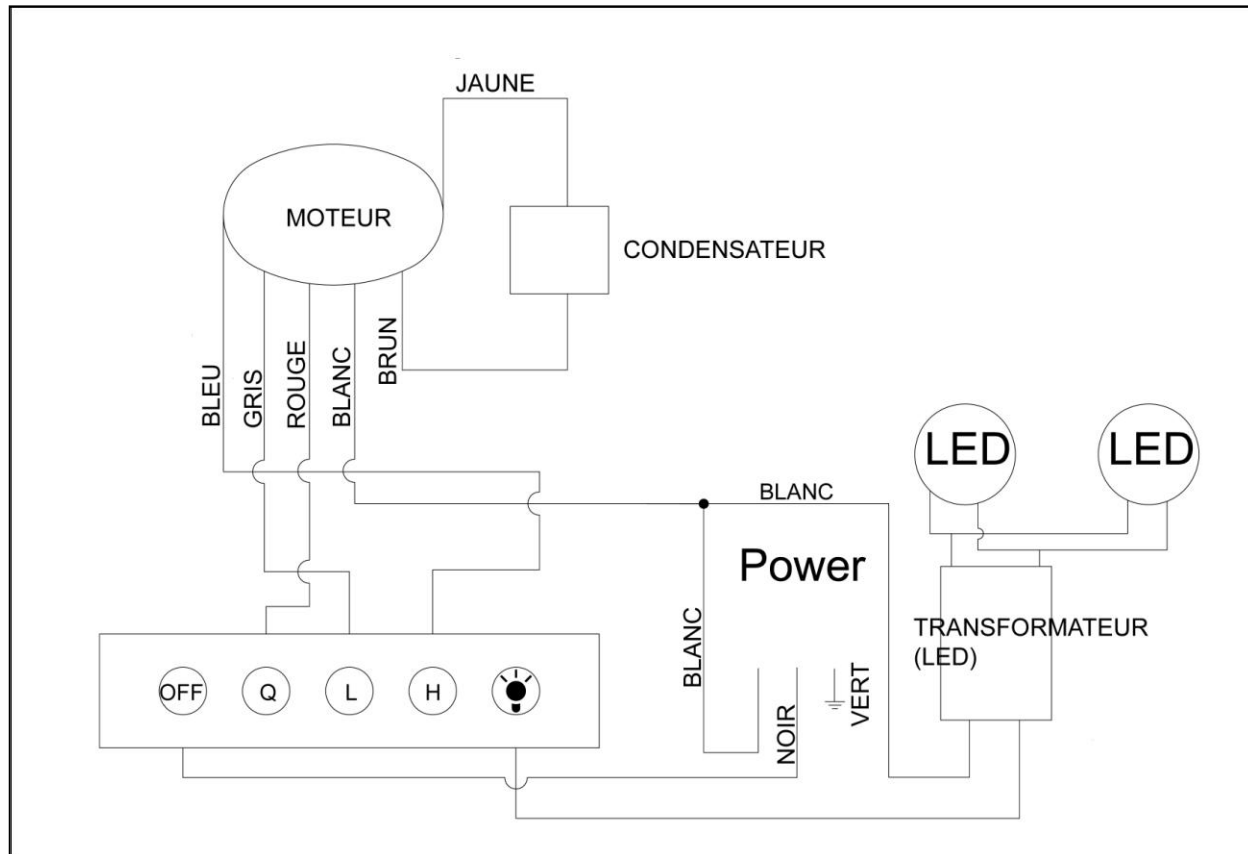 JAUNE
MOTEUR
CONDENSATEUR
BLEU
GRIS
ROUGE
BLANC
BRUN
LED
LED
BLANC
Power
BLANC
NOIR
VERT
TRANSFORMATEUR
(LED)
OFF
Q
L
H